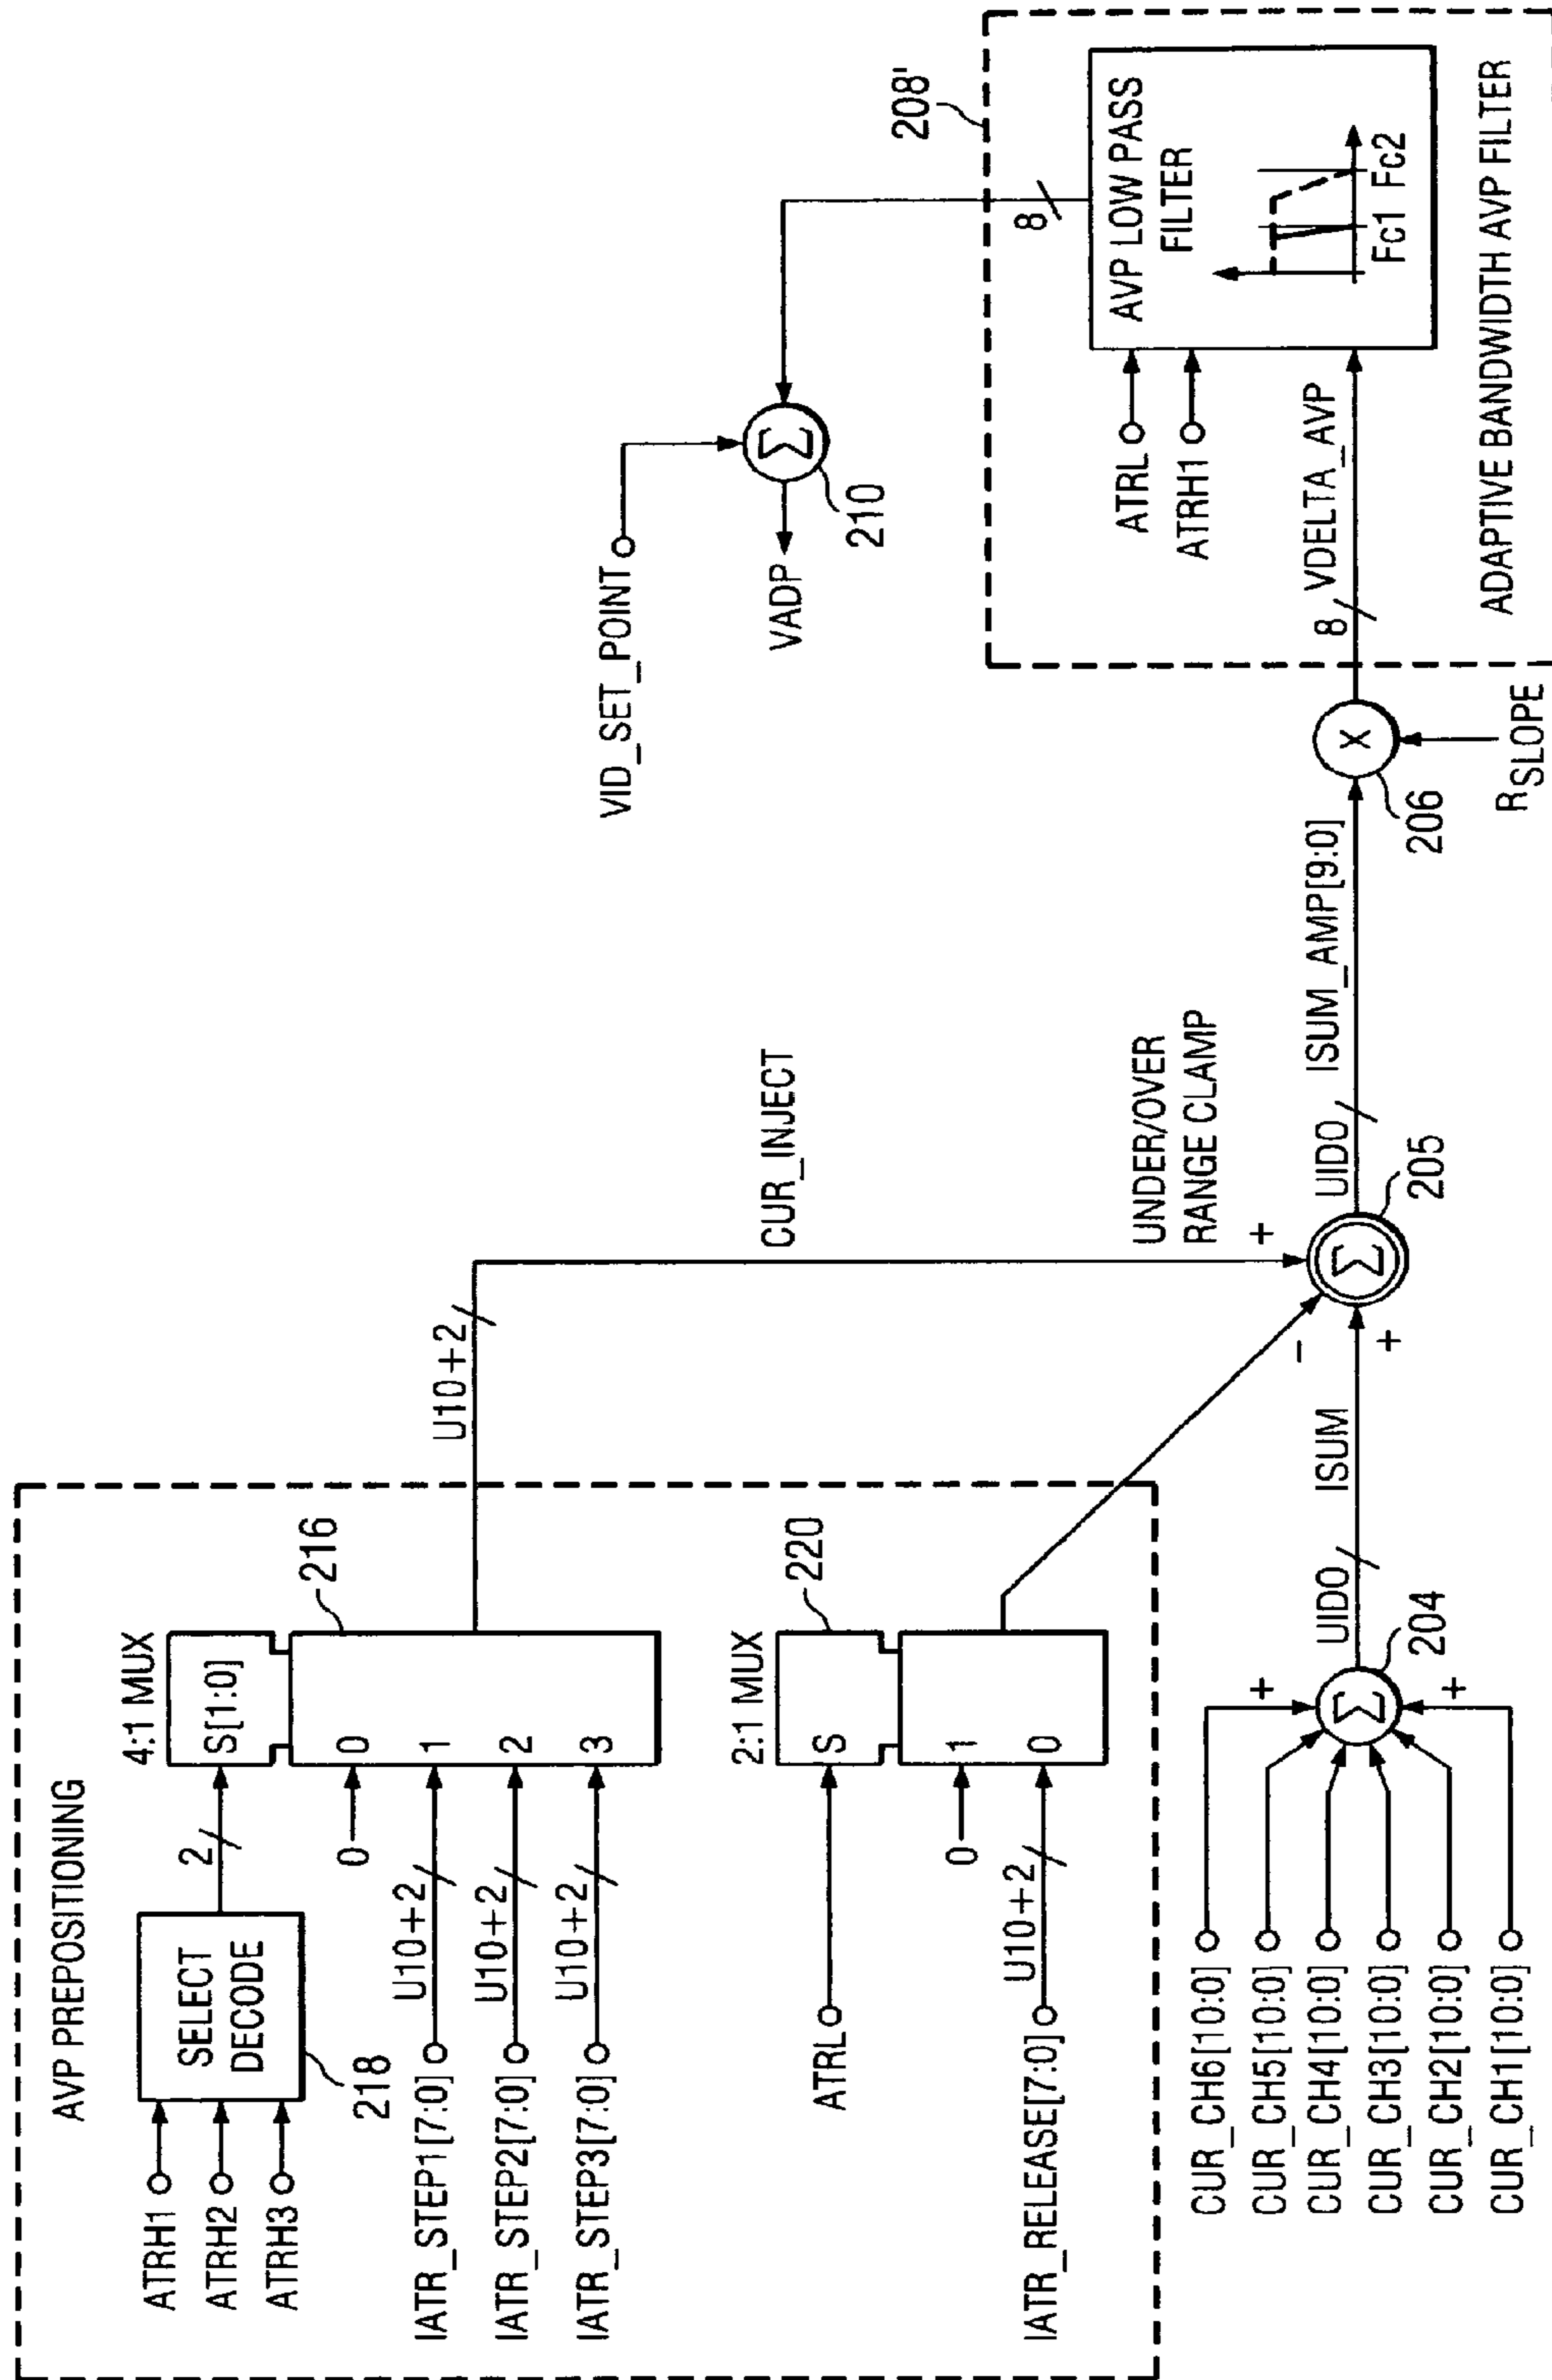 AVP PREPOSITIONING
ATRH1
ATRH2
ATRH3
SELECT
DECODE
218
2
4:1 MUX
S[1:0]
216
0
1
2
3
0
IATR_STEP1[7:0]
U10+2
IATR_STEP2[7:0]
U10+2
IATR_STEP3[7:0]
U10+2
U10+2
CUR_INJECT
2:1 MUX
S
220
1
0
ATRL
0
IATR_RELEASE[7:0]
U10+2
UNDER/OVER
RANGE CLAMP
CUR_CH6[10:0]
CUR_CH5[10:0]
CUR_CH4[10:0]
CUR_CH3[10:0]
CUR_CH2[10:0]
CUR_CH1[10:0]
+
+
Σ
204
UIDO
ISUM
+
-
+
Σ
205
UIDO
ISUM_AMP[9:0]
X
206
RSLOPE
8
VDELTA_AVP
ATRL
ATRH1
AVP LOW PASS
FILTER
Fc1 Fc2
ADAPTIVE BANDWIDTH AVP FILTER
208'
8
VID_SET_POINT
Σ
210
VADP